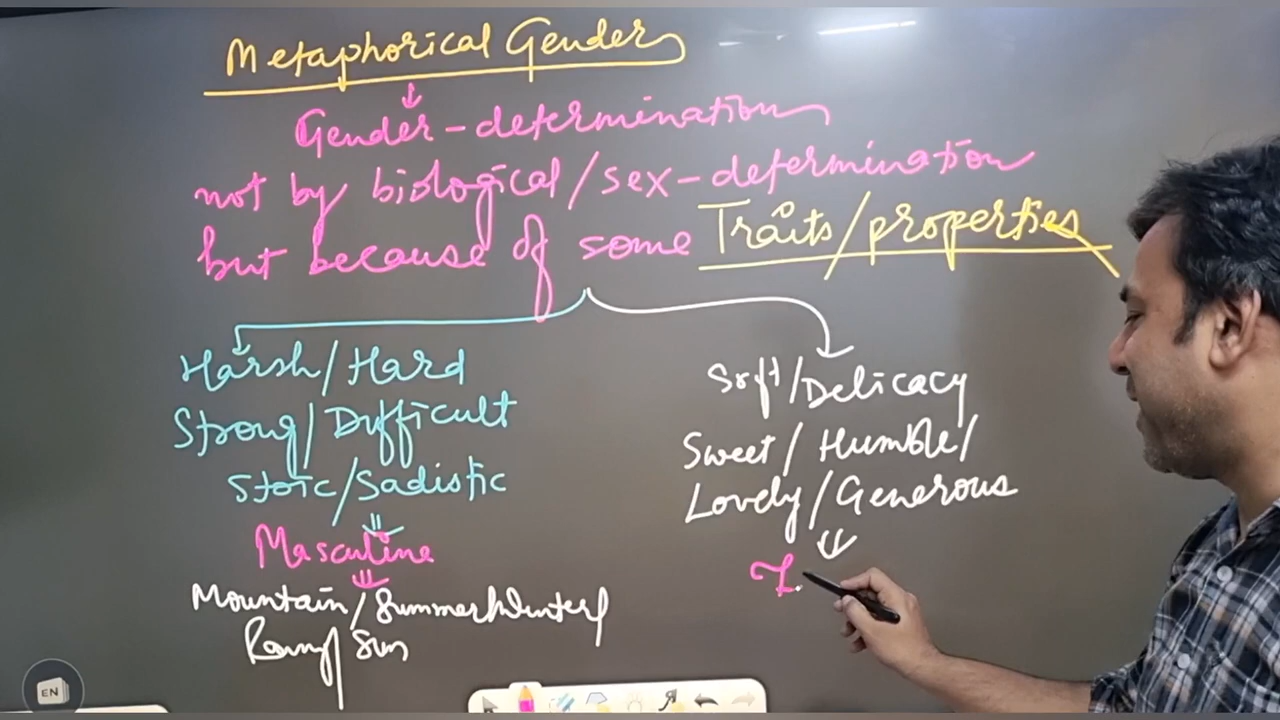 Metaphorical Gender
Gender-determination
not by biological/sex-determination
but because of some Traits/properties
Harsh/Hard
Strong/Difficult
Stoic/Sadistic
Masculine
Mountain/Summer/Winter/
Sun
Soft/Delicacy
Sweet/Humble/
Lovely/Generous
EN